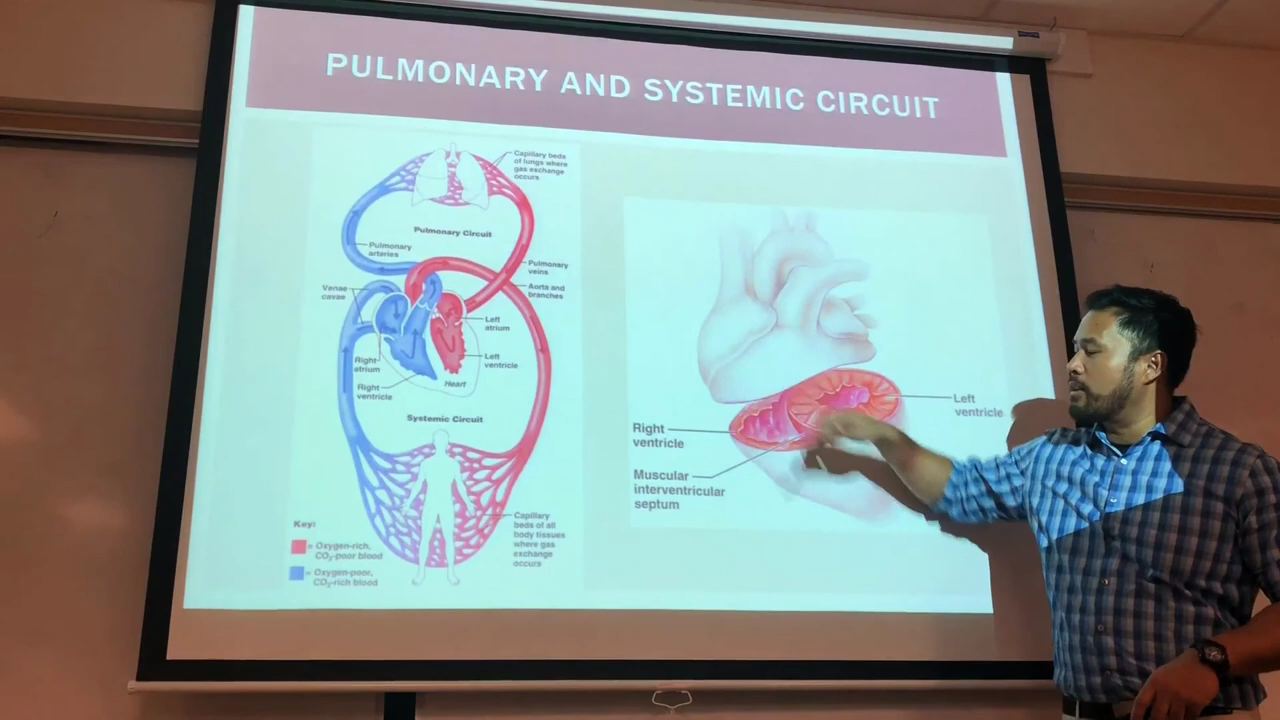 PULMONARY AND SYSTEMIC CIRCUIT
Capillary beds
of lungs where
gas exchange
occurs
Pulmonary Circuit
Pulmonary
arteries
Pulmonary
veins
Venae
cavae
Aorta and
branches
Left
atrium
Left
ventricle
Right
atrium
Right
ventricle
Heart
Systemic Circuit
Capillary
beds of all
body tissues
where gas
exchange
occurs
Key:
= Oxygen-rich,
CO2-poor blood
= Oxygen-poor,
CO2-rich blood
Left
ventricle
Right
ventricle
Muscular
interventricular
septum